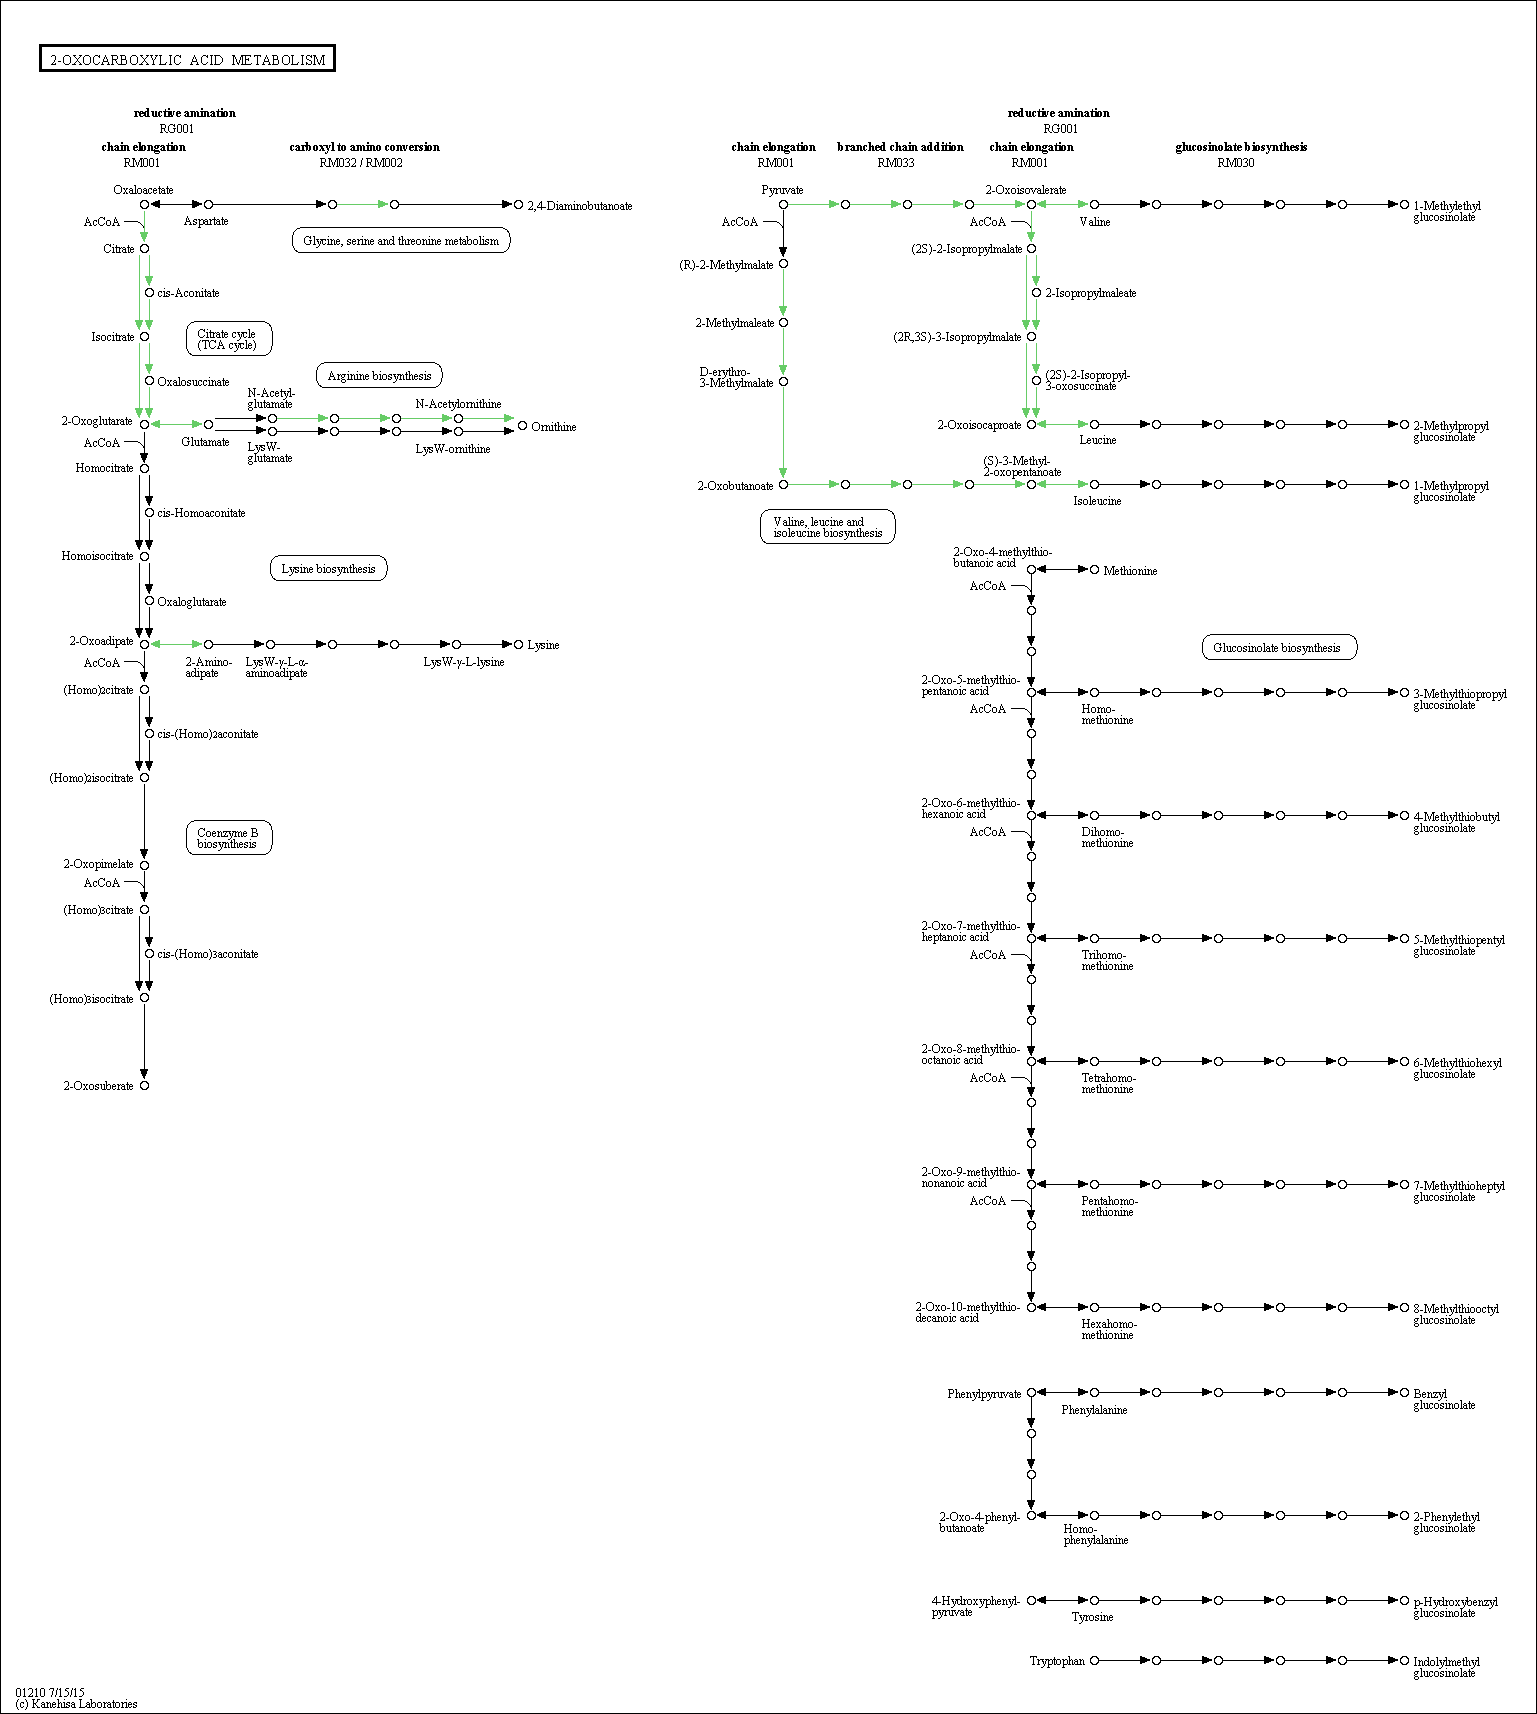 2-OXOCARBOXYLIC ACID METABOLISM
reductive amination
RG001
chain elongation
RM001
carboxyl to amino conversion
RM032 / RM002
Oxaloacetate
AcCoA
Aspartate
2,4-Diaminobutanoate
Glycine, serine and threonine metabolism
Citrate
cis-Aconitate
Isocitrate
Citrate cycle
(TCA cycle)
Oxalosuccinate
Arginine biosynthesis
N-Acetyl-
glutamate
N-Acetylornithine
2-Oxoglutarate
Glutamate
Ornithine
LysW-
glutamate
LysW-ornithine
AcCoA
Homocitrate
cis-Homoaconitate
Homoisocitrate
Lysine biosynthesis
Oxaloglutarate
2-Oxoadipate
2-Amino-
adipate
LysW-γ-L-α-
aminoadipate
LysW-γ-L-lysine
Lysine
AcCoA
(Homo)2citrate
cis-(Homo)2aconitate
(Homo)2isocitrate
Coenzyme B
biosynthesis
2-Oxopimelate
AcCoA
(Homo)3citrate
cis-(Homo)3aconitate
(Homo)3isocitrate
2-Oxosuberate
reductive amination
RG001
chain elongation
RM001
branched chain addition
RM033
chain elongation
RM001
glucosinolate biosynthesis
RM030
Pyruvate
2-Oxoisovalerate
AcCoA
AcCoA
Valine
1-Methylethyl
glucosinolate
(R)-2-Methylmalate
(2S)-2-Isopropylmalate
2-Isopropylmaleate
2-Methylmaleate
(2R,3S)-3-Isopropylmalate
D-erythro-
3-Methylmalate
(2S)-2-Isopropyl-
3-oxosuccinate
2-Oxoisocaproate
Leucine
2-Methylpropyl
glucosinolate
(S)-3-Methyl-
2-oxopentanoate
2-Oxobutanoate
Isoleucine
1-Methylpropyl
glucosinolate
Valine, leucine and
isoleucine biosynthesis
2-Oxo-4-methylthio-
butanoic acid
Methionine
AcCoA
Glucosinolate biosynthesis
2-Oxo-5-methylthio-
pentanoic acid
AcCoA
Homo-
methionine
3-Methylthiopropyl
glucosinolate
2-Oxo-6-methylthio-
hexanoic acid
AcCoA
Dihomo-
methionine
4-Methylthiobutyl
glucosinolate
2-Oxo-7-methylthio-
heptanoic acid
AcCoA
Trihomo-
methionine
5-Methylthiopentyl
glucosinolate
2-Oxo-8-methylthio-
octanoic acid
AcCoA
Tetrahomo-
methionine
6-Methylthiohexyl
glucosinolate
2-Oxo-9-methylthio-
nonanoic acid
AcCoA
Pentahomo-
methionine
7-Methylthioheptyl
glucosinolate
2-Oxo-10-methylthio-
decanoic acid
Hexahomo-
methionine
8-Methylthiooctyl
glucosinolate
Phenylpyruvate
Phenylalanine
Benzyl
glucosinolate
2-Oxo-4-phenyl-
butanoate
Homo-
phenylalanine
2-Phenylethyl
glucosinolate
4-Hydroxyphenyl-
pyruvate
Tyrosine
p-Hydroxybenzyl
glucosinolate
Tryptophan
Indolylmethyl
glucosinolate
01210 7/15/15
(c) Kanehisa Laboratories